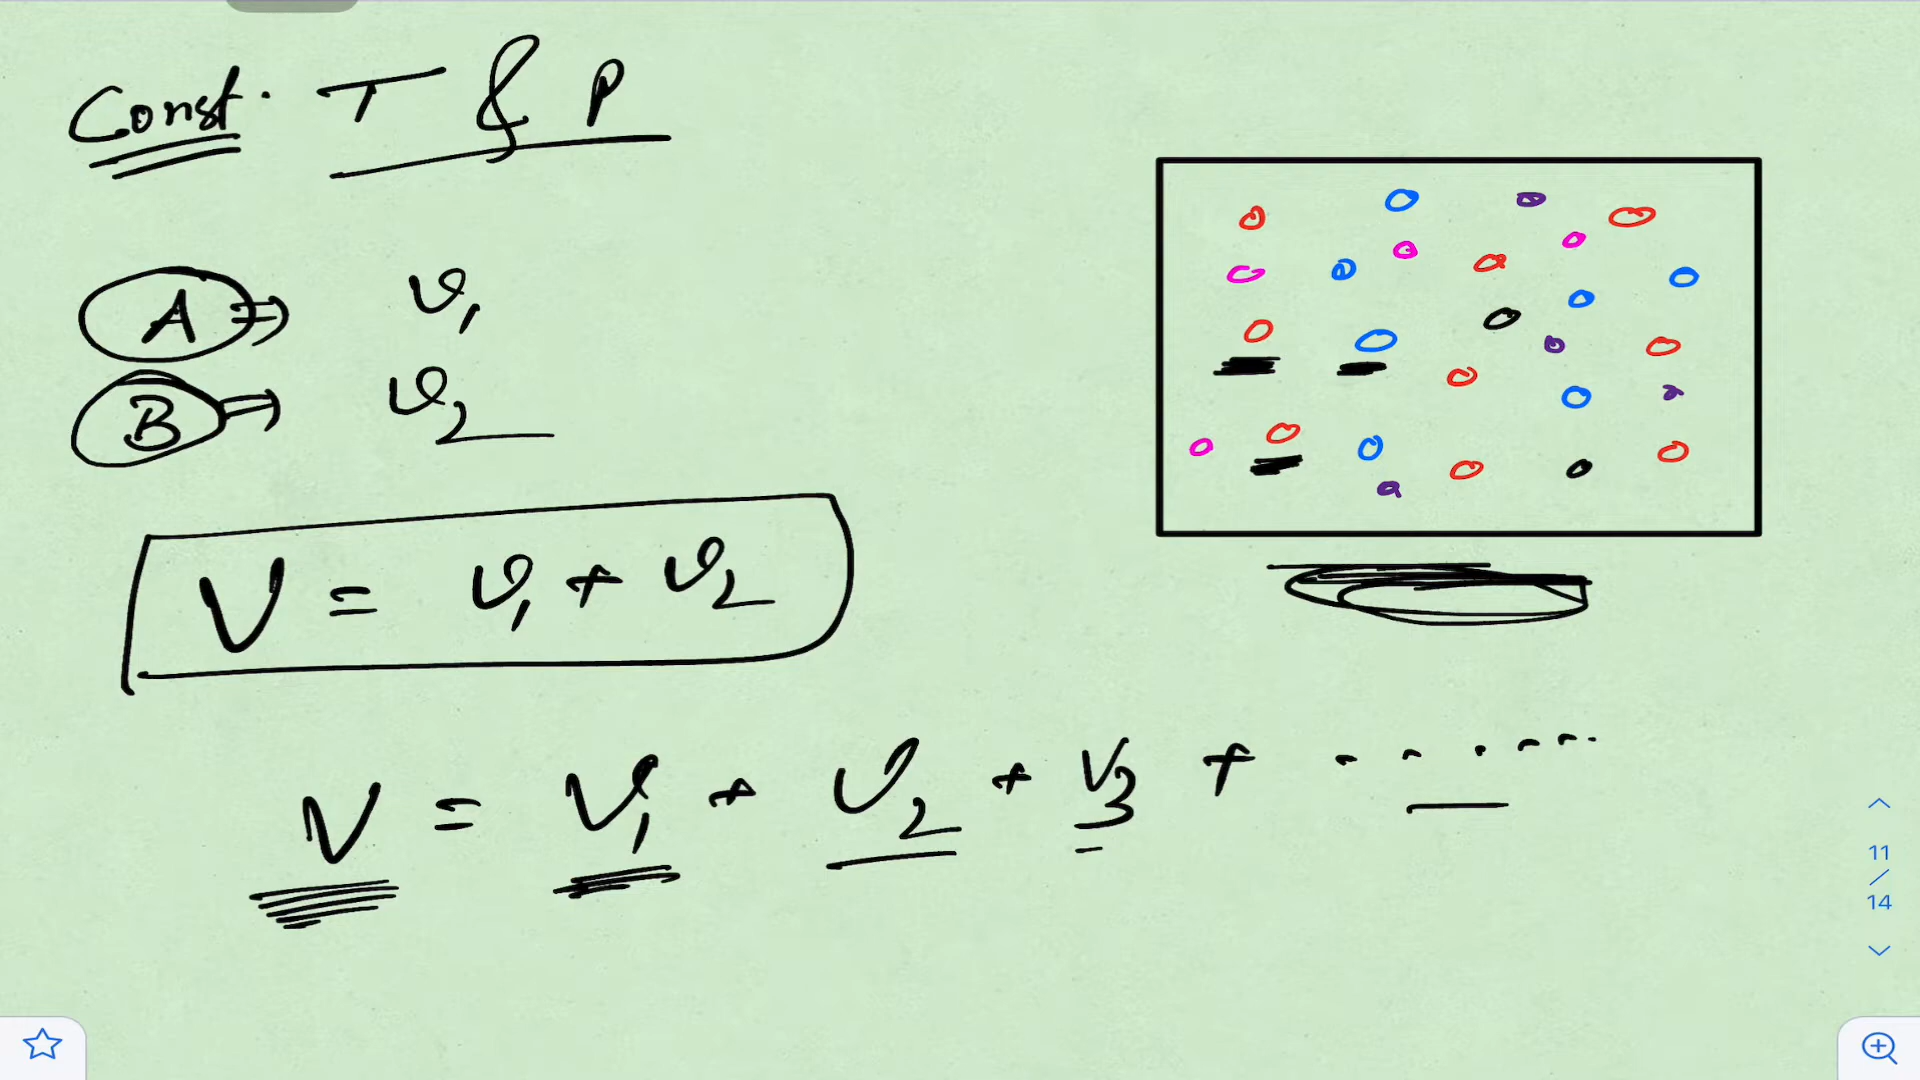 Const. T & P
A ⇒ v₁
B ⇒ v₂
V = v₁ + v₂
V = v₁ + v₂ + v₃ + - - . - - .
11
/
14